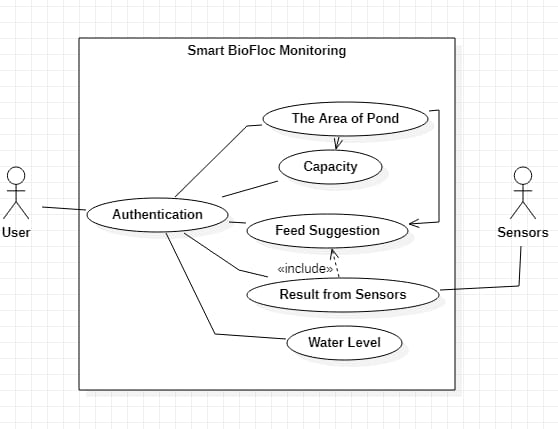 Smart BioFloc Monitoring
The Area of Pond
Capacity
Authentication
User
Feed Suggestion
Sensors
«include»
Result from Sensors
Water Level